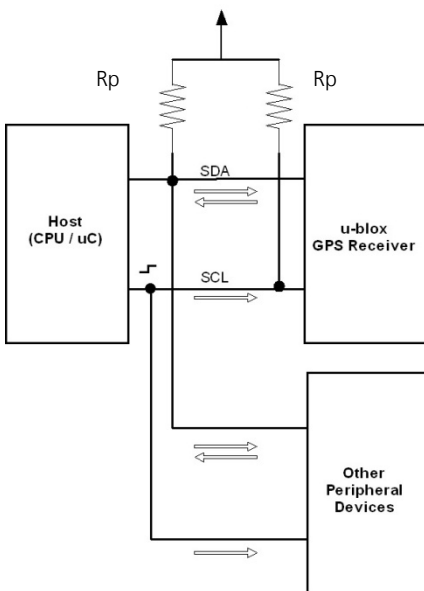 Rp
Rp
SDA
Host
(CPU / uC)
u-blox
GPS Receiver
SCL
Other
Peripheral
Devices